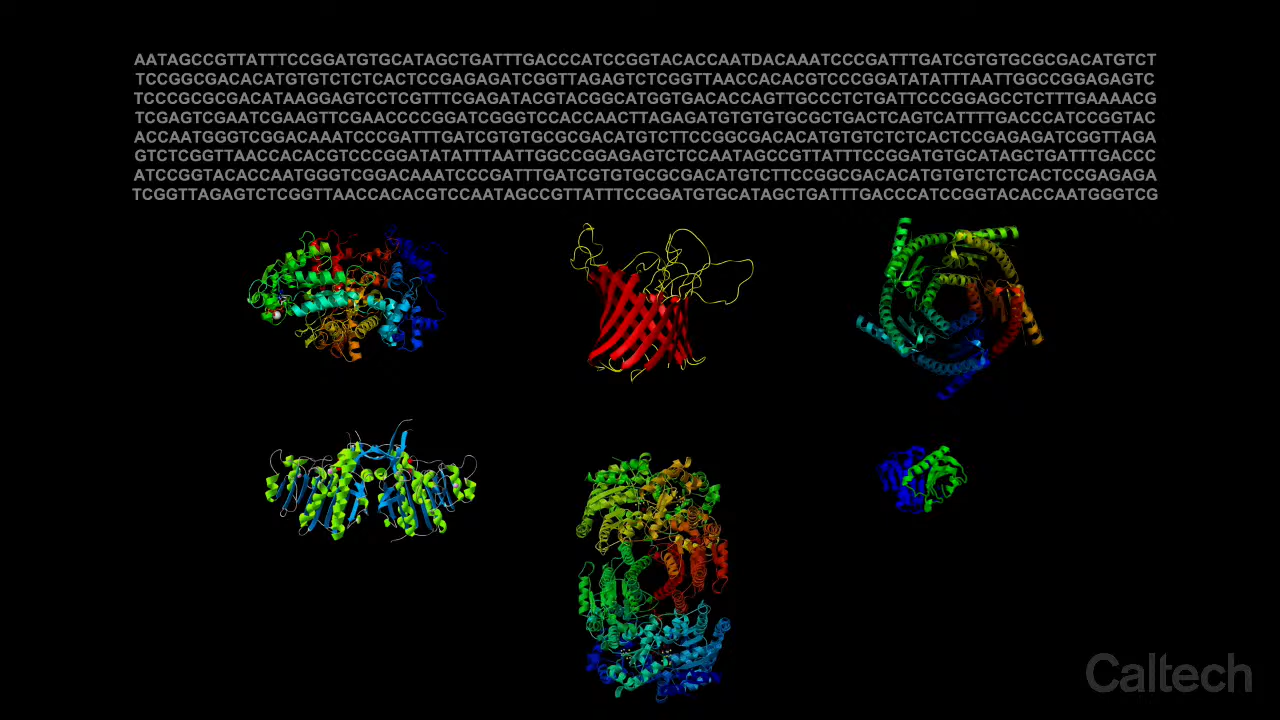 AATAGCCGTTATTTCCGGATGTGCATAGCTGATTTGACCCATCCGGTACACCAATDACAAATCCCGATTTGATCGTGTGCGCGACATGTCT
TCCGGCGACACATGTGTCTCTCACTCCGAGAGATCGGTTAGAGTCTCGGTTAACCACACGTCCCGGATATATTTAATTGGCCGGAGAGTC
TCCCGCGCGACATAAGGAGTCCTCGTTTCGAGATACGTACGGCATGGTGACACCAGTTGCCCTCTGATTCCCGGAGCCTCTTTGAAAACG
TCGAGTCGAATCGAAGTTCGAACCCCGGATCGGGTCCACCAACTTAGAGATGTGTGTGCGCTGACTCAGTCATTTTGACCCATCCGGTAC
ACCAATGGGTCGGACAAATCCCGATTTGATCGTGTGCGCGACATGTCTTCCGGCGACACATGTGTCTCTCACTCCGAGAGATCGGTTAGA
GTCTCGGTTAACCACACGTCCCGGATATATTTAATTGGCCGGAGAGTCTCCAATAGCCGTTATTTCCGGATGTGCATAGCTGATTTGACCC
ATCCGGTACACCAATGGGTCGGACAAATCCCGATTTGATCGTGTGCGCGACATGTCTTCCGGCGACACATGTGTCTCTCACTCCGAGAGA
TCGGTTAGAGTCTCGGTTAACCACACGTCCAATAGCCGTTATTTCCGGATGTGCATAGCTGATTTGACCCATCCGGTACACCAATGGGTCG
Caltech